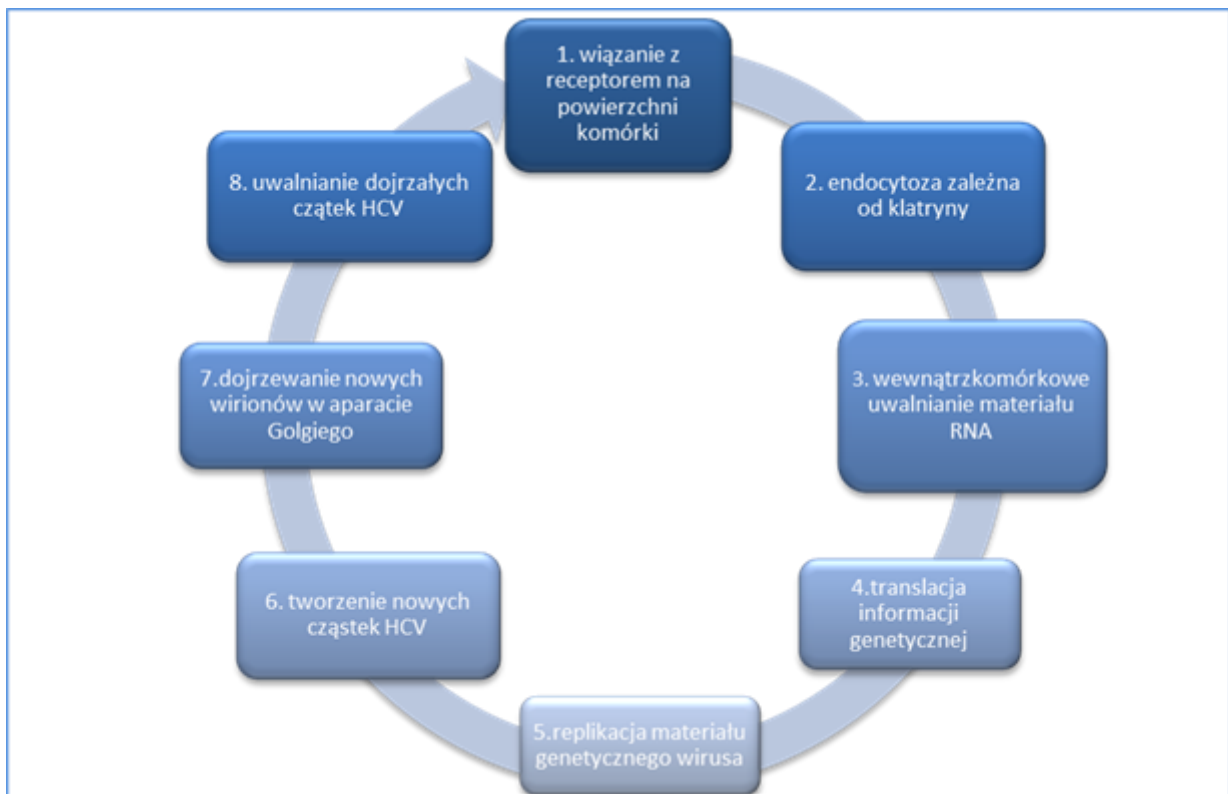 1. wiązanie z
receptorem na
powierzchni
komórki
2. endocytoza zależna
od klatryny
3. wewnątrzkomórkowe
uwalnianie materiału
RNA
4.translacja
informacji
genetycznej
5.replikacja materiału
genetycznego wirusa
6. tworzenie nowych
cząstek HCV
7.dojrzewanie nowych
wirionów w aparacie
Golgiego
8. uwalnianie dojrzałych
czątek HCV